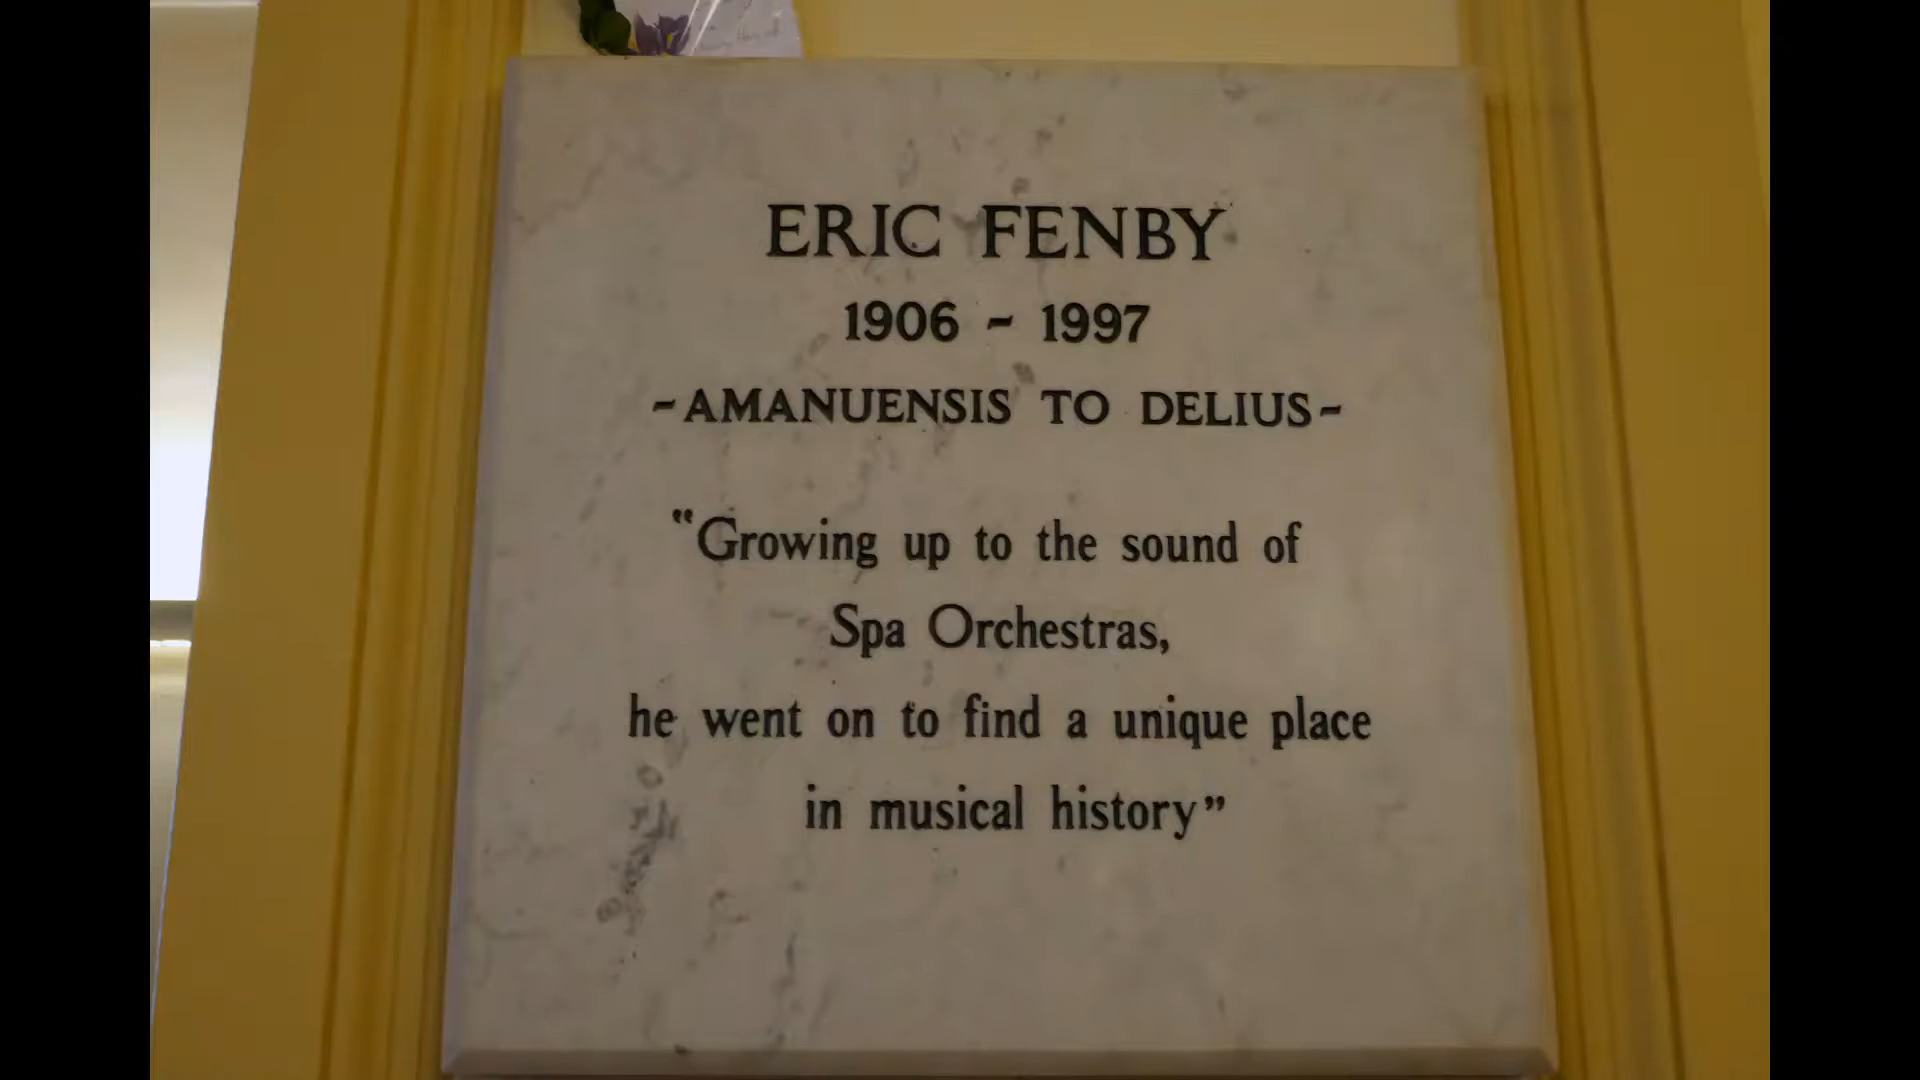 ERIC FENBY
1906 ~ 1997
~AMANUENSIS TO DELIUS~
"Growing up to the sound of
Spa Orchestras,
he went on to find a unique place
in musical history"